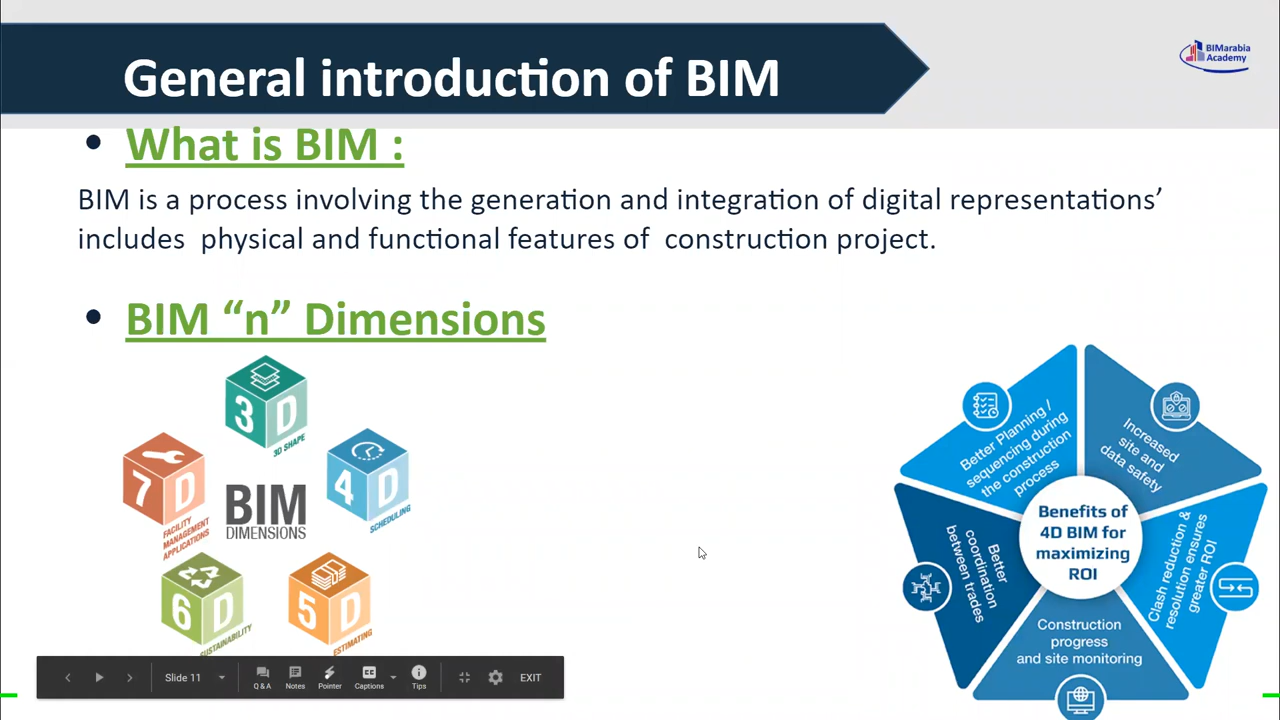 General introduction of BIM
BIMarabia
Academy
• What is BIM :
BIM is a process involving the generation and integration of digital representations’
includes physical and functional features of construction project.
• BIM “n” Dimensions
3D
3D SHAPE
4D
SCHEDULING
5D
ESTIMATING
6D
SUSTAINABILITY
7D
FACILITY
MANAGEMENT
APPLICATIONS
BIM
DIMENSIONS
Better Planning /
sequencing during
the construction
process
Increased
site and
data safety
Clash reduction &
resolution ensures
greater ROI
Construction
progress
and site monitoring
Better
coordination
between trades
Benefits of
4D BIM for
maximizing
ROI
Slide 11
Q & A
Notes
Pointer
Captions
Tips
EXIT